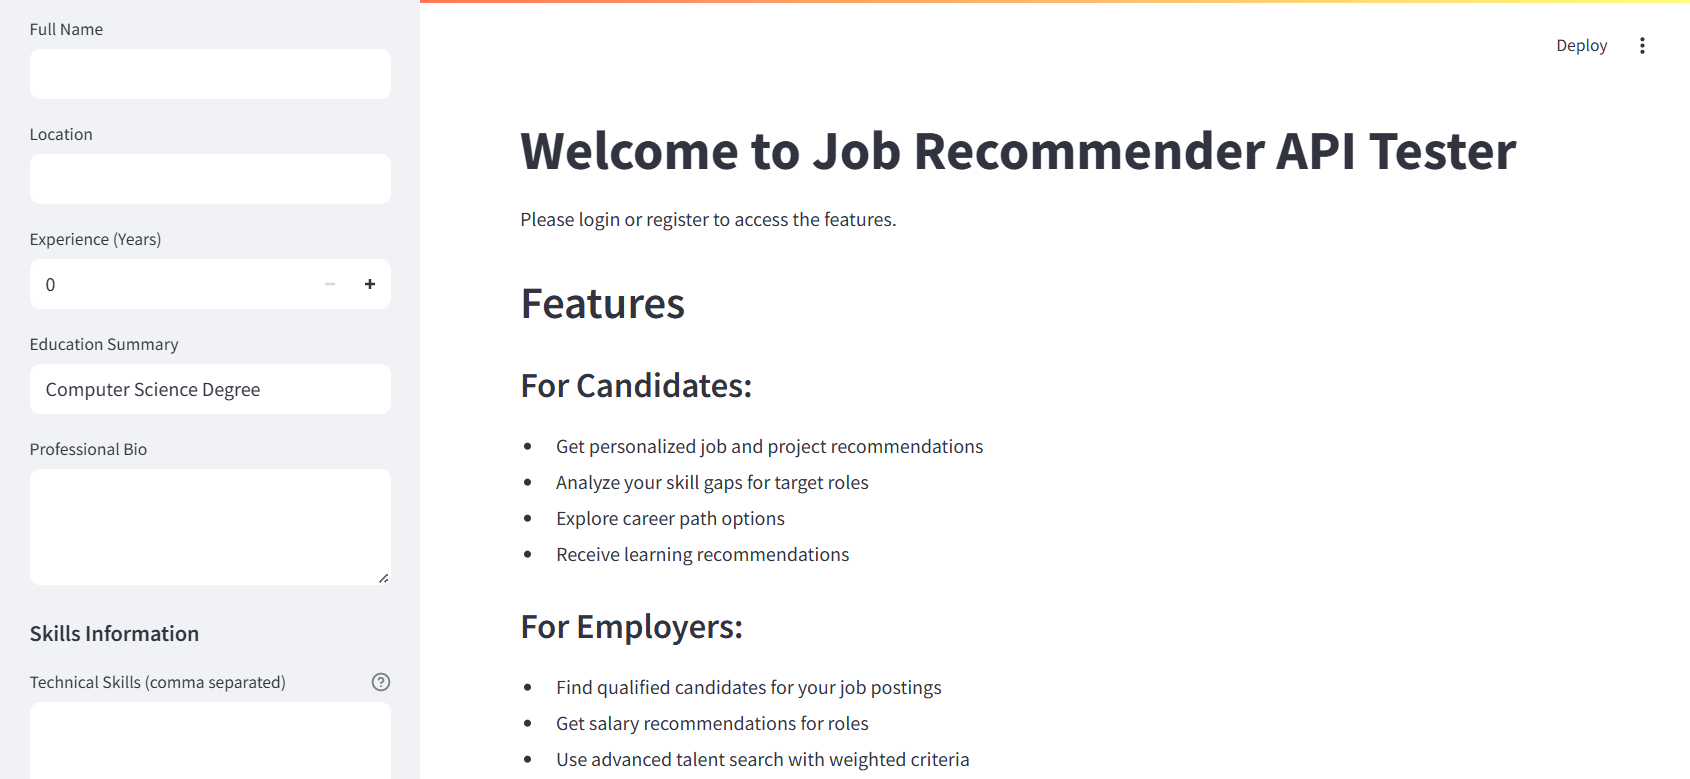 Full Name
Location
Experience (Years)
0
Education Summary
Computer Science Degree
Professional Bio
Skills Information
Technical Skills (comma separated)
Deploy
Welcome to Job Recommender API Tester
Please login or register to access the features.
Features
For Candidates:
• Get personalized job and project recommendations
• Analyze your skill gaps for target roles
• Explore career path options
• Receive learning recommendations
For Employers:
• Find qualified candidates for your job postings
• Get salary recommendations for roles
• Use advanced talent search with weighted criteria